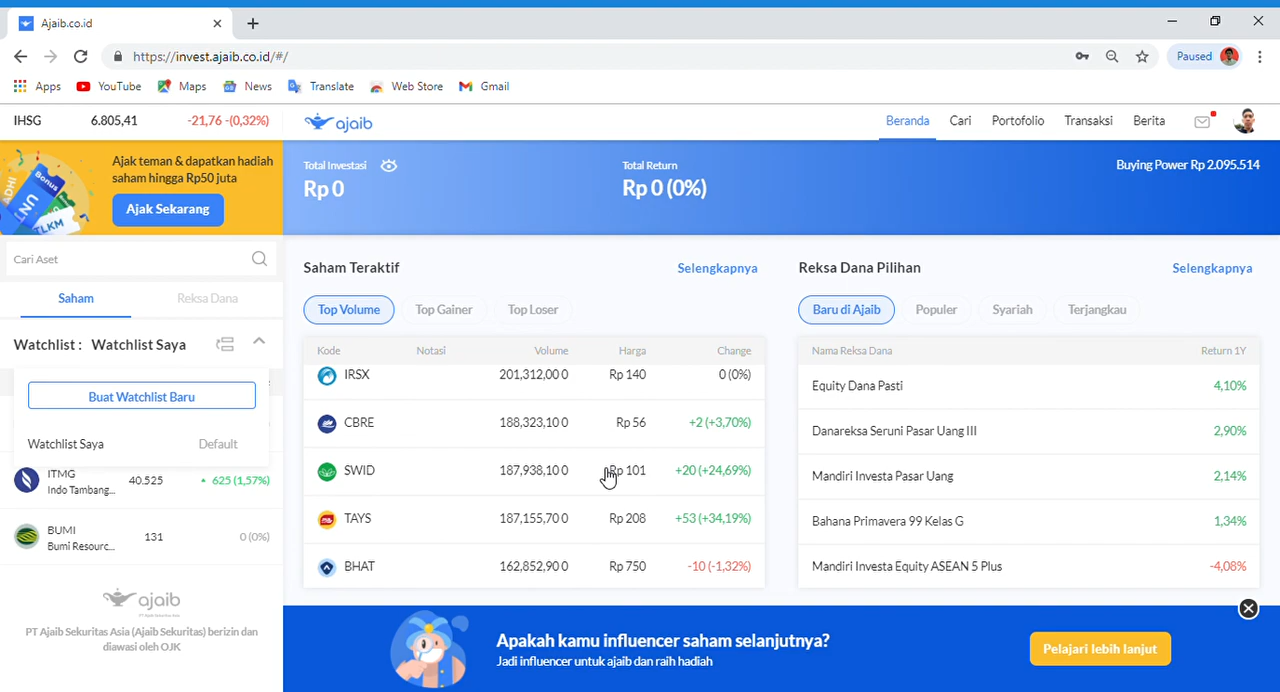 Ajaib.co.id
https://invest.ajaib.co.id/#/
Paused
Apps YouTube Maps News Translate Web Store Gmail
IHSG 6.805,41 -21,76 -(0,32%)
ajaib
Beranda Cari Portofolio Transaksi Berita
Ajak teman & dapatkan hadiah
saham hingga Rp50 juta
Ajak Sekarang
ADHI
Bonus
UNTR
TLKM
Total Investasi
Rp 0
Total Return
Rp 0 (0%)
Buying Power Rp 2.095.514
Cari Aset
Saham Reksa Dana
Watchlist : Watchlist Saya
Buat Watchlist Baru
Watchlist Saya Default
ITMG
Indo Tambang...
40.525
625 (1,57%)
BUMI
Bumi Resourc...
131
0 (0%)
ajaib
PT Ajaib Sekuritas Asia (Ajaib Sekuritas) berizin dan
diawasi oleh OJK
Saham Teraktif Selengkapnya
Top Volume Top Gainer Top Loser
Kode Notasi Volume Harga Change
IRSX 201,312,00 0 Rp 140 0 (0%)
CBRE 188,323,10 0 Rp 56 +2 (+3,70%)
SWID 187,938,10 0 Rp 101 +20 (+24,69%)
TAYS 187,155,70 0 Rp 208 +53 (+34,19%)
BHAT 162,852,90 0 Rp 750 -10 (-1,32%)
Reksa Dana Pilihan Selengkapnya
Baru di Ajaib Populer Syariah Terjangkau
Nama Reksa Dana Return 1Y
Equity Dana Pasti 4,10%
Danareksa Seruni Pasar Uang III 2,90%
Mandiri Investa Pasar Uang 2,14%
Bahana Primavera 99 Kelas G 1,34%
Mandiri Investa Equity ASEAN 5 Plus -4,08%
Apakah kamu influencer saham selanjutnya?
Jadi influencer untuk ajaib dan raih hadiah
Pelajari lebih lanjut